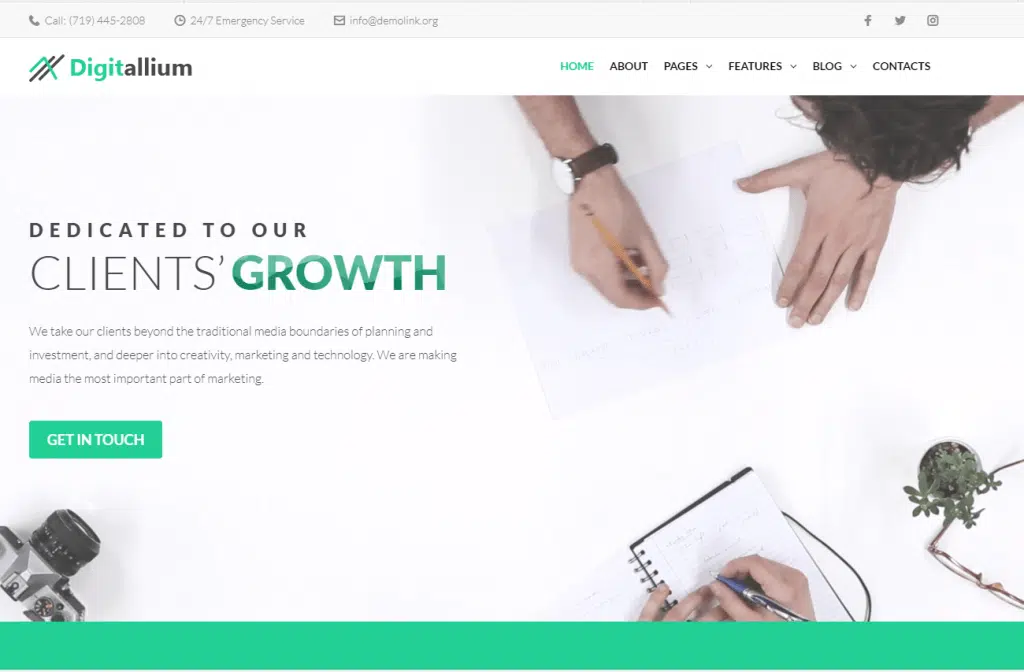 Call: (719) 445-2808 24/7 Emergency Service info@demolink.org
Digitallium
HOME ABOUT PAGES FEATURES BLOG CONTACTS
DEDICATED TO OUR
CLIENTS’ GROWTH
We take our clients beyond the traditional media boundaries of planning and
investment, and deeper into creativity, marketing and technology. We are making
media the most important part of marketing.
GET IN TOUCH